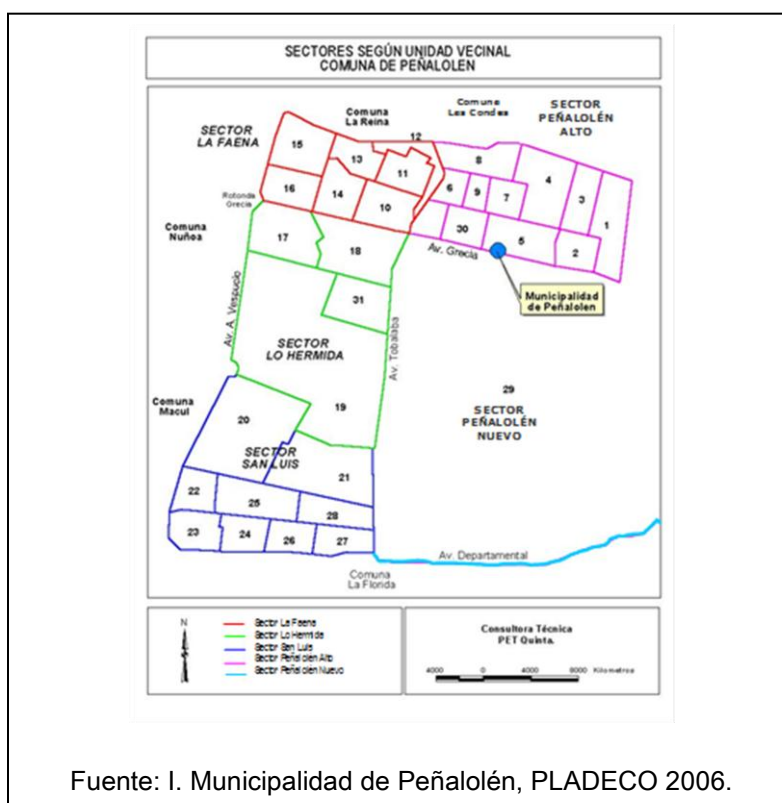 SECTORES SEGÚN UNIDAD VECINAL
COMUNA DE PEÑALOLEN
Comuna
La Reina
Comuna
Las Condes
SECTOR
PEÑALOLÉN
ALTO
SECTOR
LA FAENA
12
15
13
8
11
4
3
1
16
14
10
6
9
7
Rotonda
Grecia
30
5
2
Comuna
Nuñoa
17
18
Av. Grecia
Municipalidad
de Peñalolen
31
Av. A. Vespucio
SECTOR
LO HERMIDA
Av. Tobalaba
29
SECTOR
PEÑALOLÉN
NUEVO
Comuna
Macul
19
20
SECTOR
SAN LUIS
21
22
25
28
23
24
26
27
Av. Departamental
Comuna
La Florida
N
Sector La Faena
Sector Lo Hermida
Sector San Luis
Sector Peñalolén Alto
Sector Peñalolén Nuevo
Consultora Técnica
PET Quinta.
4000 0 4000 8000 Kilometros
Fuente: I. Municipalidad de Peñalolén, PLADECO 2006.